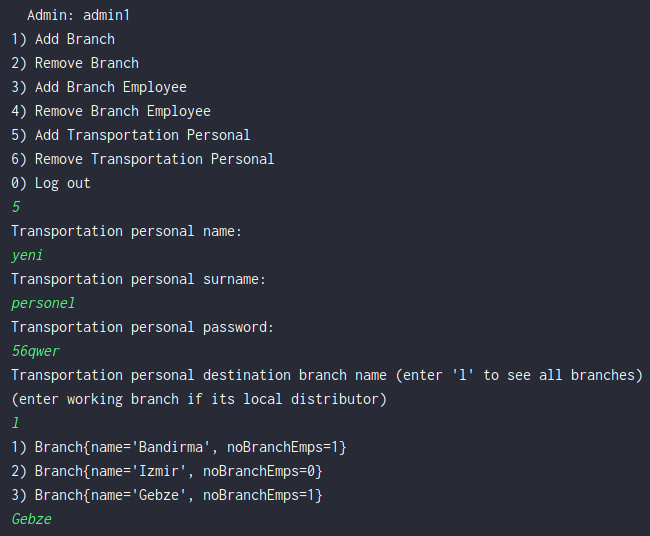 Admin: admin1
1) Add Branch
2) Remove Branch
3) Add Branch Employee
4) Remove Branch Employee
5) Add Transportation Personal
6) Remove Transportation Personal
0) Log out
5
Transportation personal name:
yeni
Transportation personal surname:
personel
Transportation personal password:
56qwer
Transportation personal destination branch name (enter 'l' to see all branches)
(enter working branch if its local distributor)
l
1) Branch{name='Bandirma', noBranchEmps=1}
2) Branch{name='Izmir', noBranchEmps=0}
3) Branch{name='Gebze', noBranchEmps=1}
Gebze